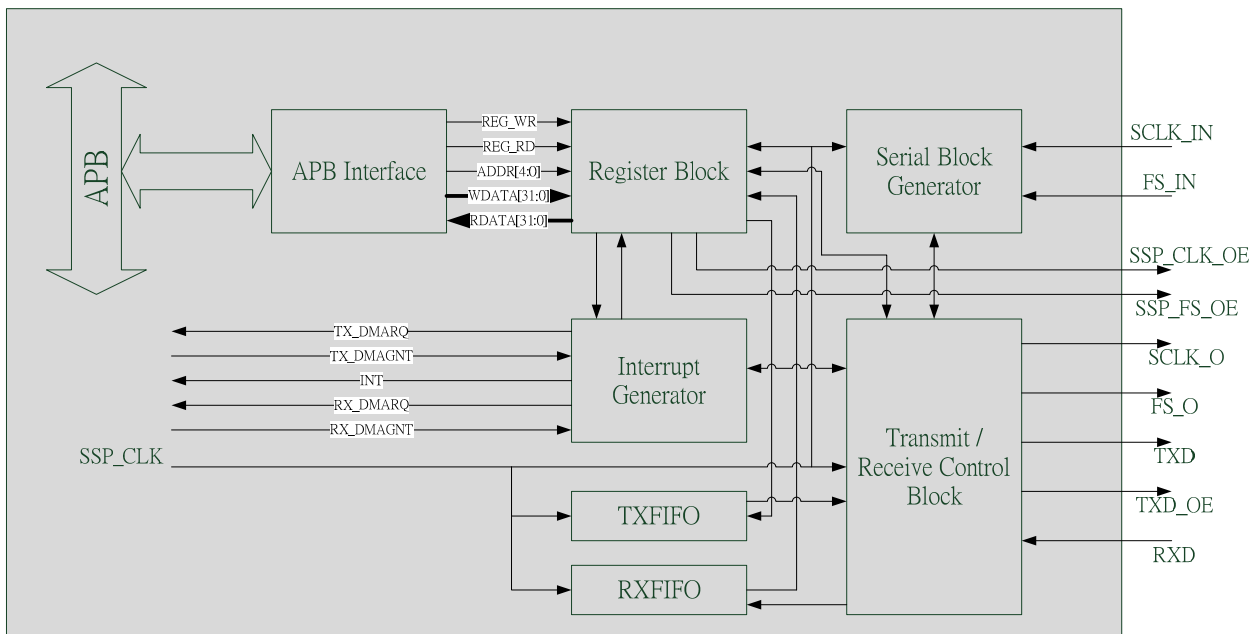 APB
APB Interface
REG_WR
REG_RD
ADDR[4:0]
WDATA[31:0]
RDATA[31:0]
Register Block
Serial Block
Generator
SCLK_IN
FS_IN
SSP_CLK_OE
SSP_FS_OE
TX_DMARQ
TX_DMAGNT
INT
RX_DMARQ
RX_DMAGNT
Interrupt
Generator
SCLK_O
FS_O
TXD
TXD_OE
RXD
Transmit /
Receive Control
Block
SSP_CLK
TXFIFO
RXFIFO